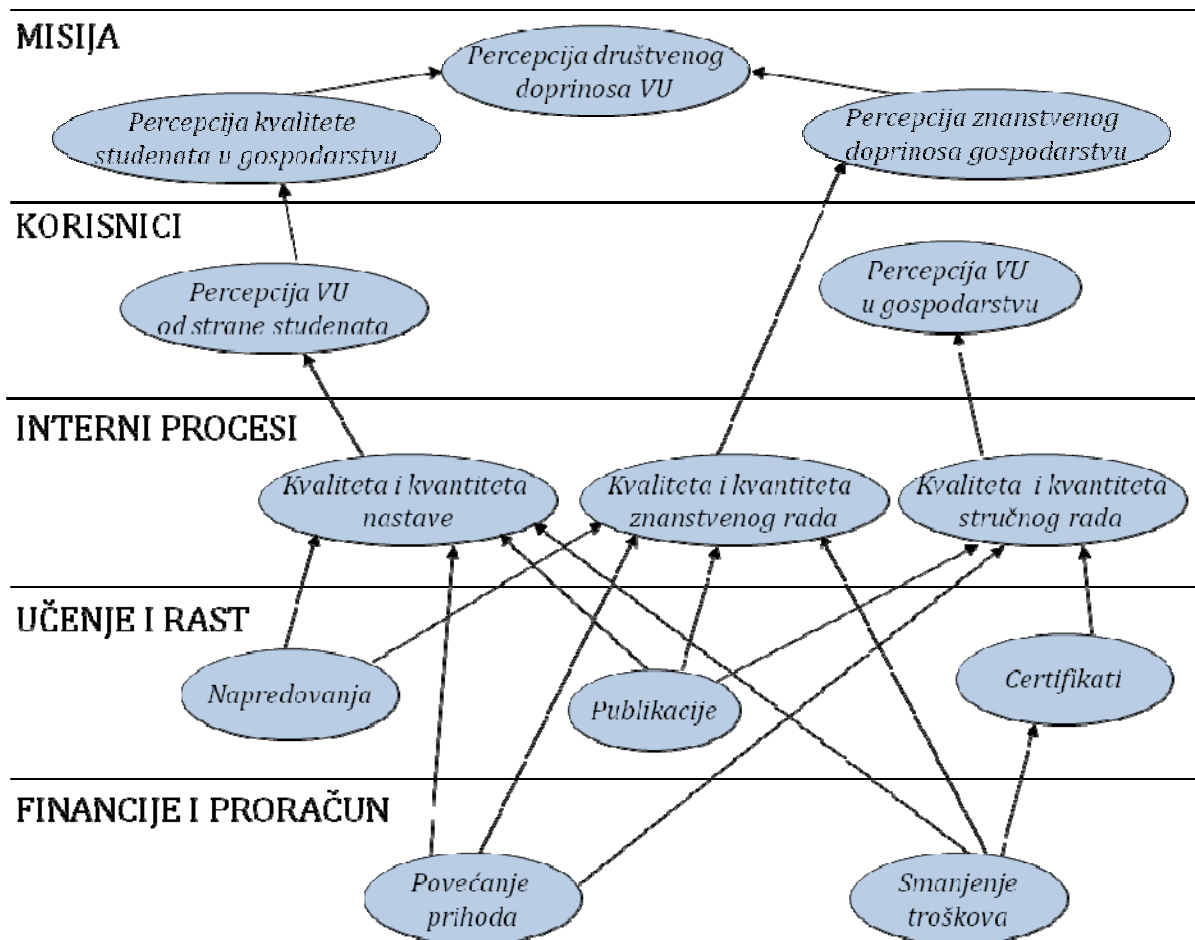 MISIJA
Percepcija društvenog
doprinosa VU
Percepcija kvalitete
studenata u gospodarstvu
Percepcija znanstvenog
doprinosa gospodarstvu
KORISNICI
Percepcija VU
od strane studenata
Percepcija VU
u gospodarstvu
INTERNI PROCESI
Kvaliteta i kvantiteta
nastave
Kvaliteta i kvantiteta
znanstvenog rada
Kvaliteta i kvantiteta
stručnog rada
UČENJE I RAST
Napredovanja
Publikacije
Certifikati
FINANCIJE I PRORAČUN
Povećanje
prihoda
Smanjenje
troškova